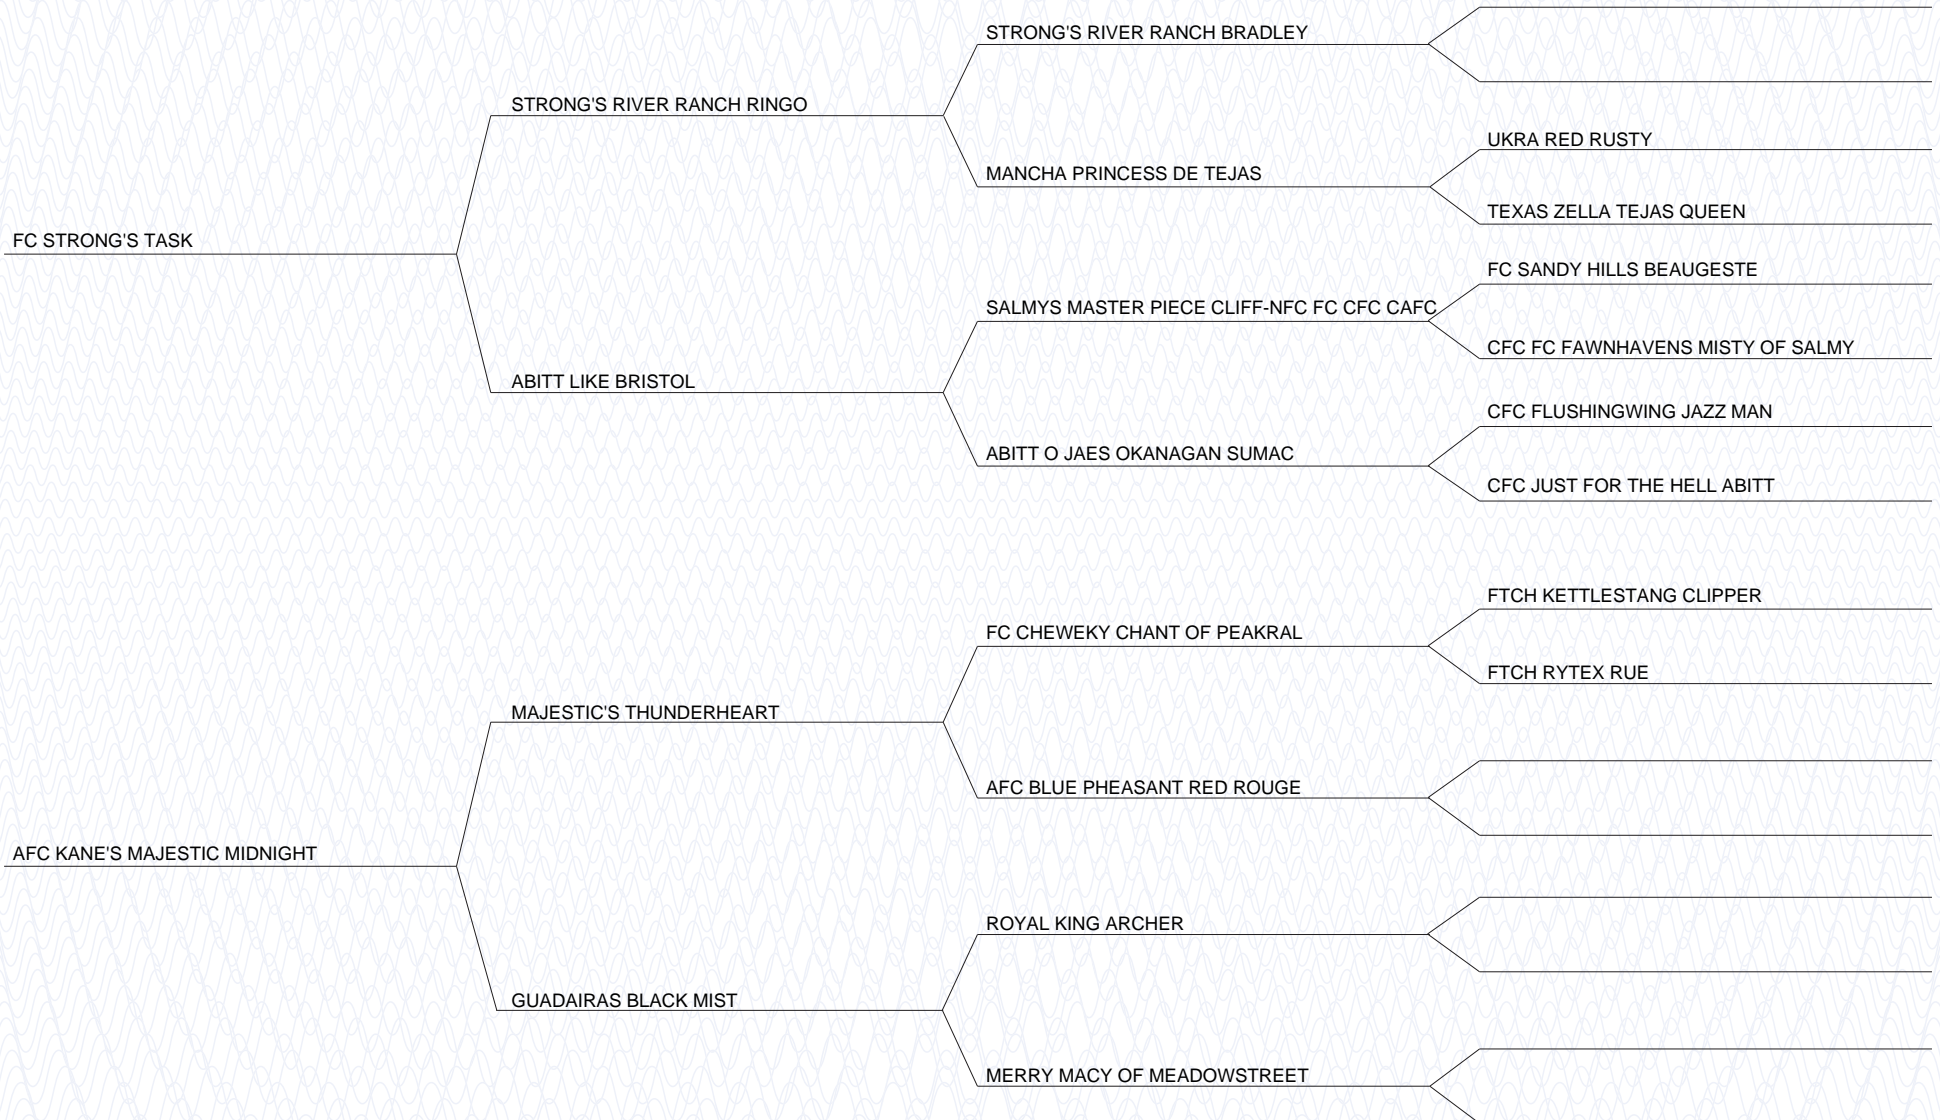 STRONG'S RIVER RANCH BRADLEY
STRONG'S RIVER RANCH RINGO
UKRA RED RUSTY
MANCHA PRINCESS DE TEJAS
TEXAS ZELLA TEJAS QUEEN
FC STRONG'S TASK
FC SANDY HILLS BEAUGESTE
SALMYS MASTER PIECE CLIFF-NFC FC CFC CAFC
CFC FC FAWNHAVENS MISTY OF SALMY
ABITT LIKE BRISTOL
CFC FLUSHINGWING JAZZ MAN
ABITT O JAES OKANAGAN SUMAC
CFC JUST FOR THE HELL ABITT
FTCH KETTLESTANG CLIPPER
FC CHEWEKY CHANT OF PEAKRAL
FTCH RYTEX RUE
MAJESTIC'S THUNDERHEART
AFC BLUE PHEASANT RED ROUGE
AFC KANE'S MAJESTIC MIDNIGHT
ROYAL KING ARCHER
GUADAIRAS BLACK MIST
MERRY MACY OF MEADOWSTREET